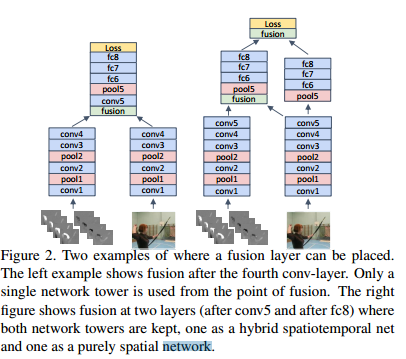 Loss
fc8
fc7
fc6
pool5
conv5
fusion
conv4
conv3
pool2
conv2
pool1
conv1
conv4
conv3
pool2
conv2
pool1
conv1
Loss
fusion
fc8
fc7
fc6
pool5
fusion
fc8
fc7
fc6
pool5
conv5
conv4
conv3
pool2
conv2
pool1
conv1
conv5
conv4
conv3
pool2
conv2
pool1
conv1
Figure 2. Two examples of where a fusion layer can be placed.
The left example shows fusion after the fourth conv-layer. Only a
single network tower is used from the point of fusion. The right
figure shows fusion at two layers (after conv5 and after fc8) where
both network towers are kept, one as a hybrid spatiotemporal net
and one as a purely spatial network.